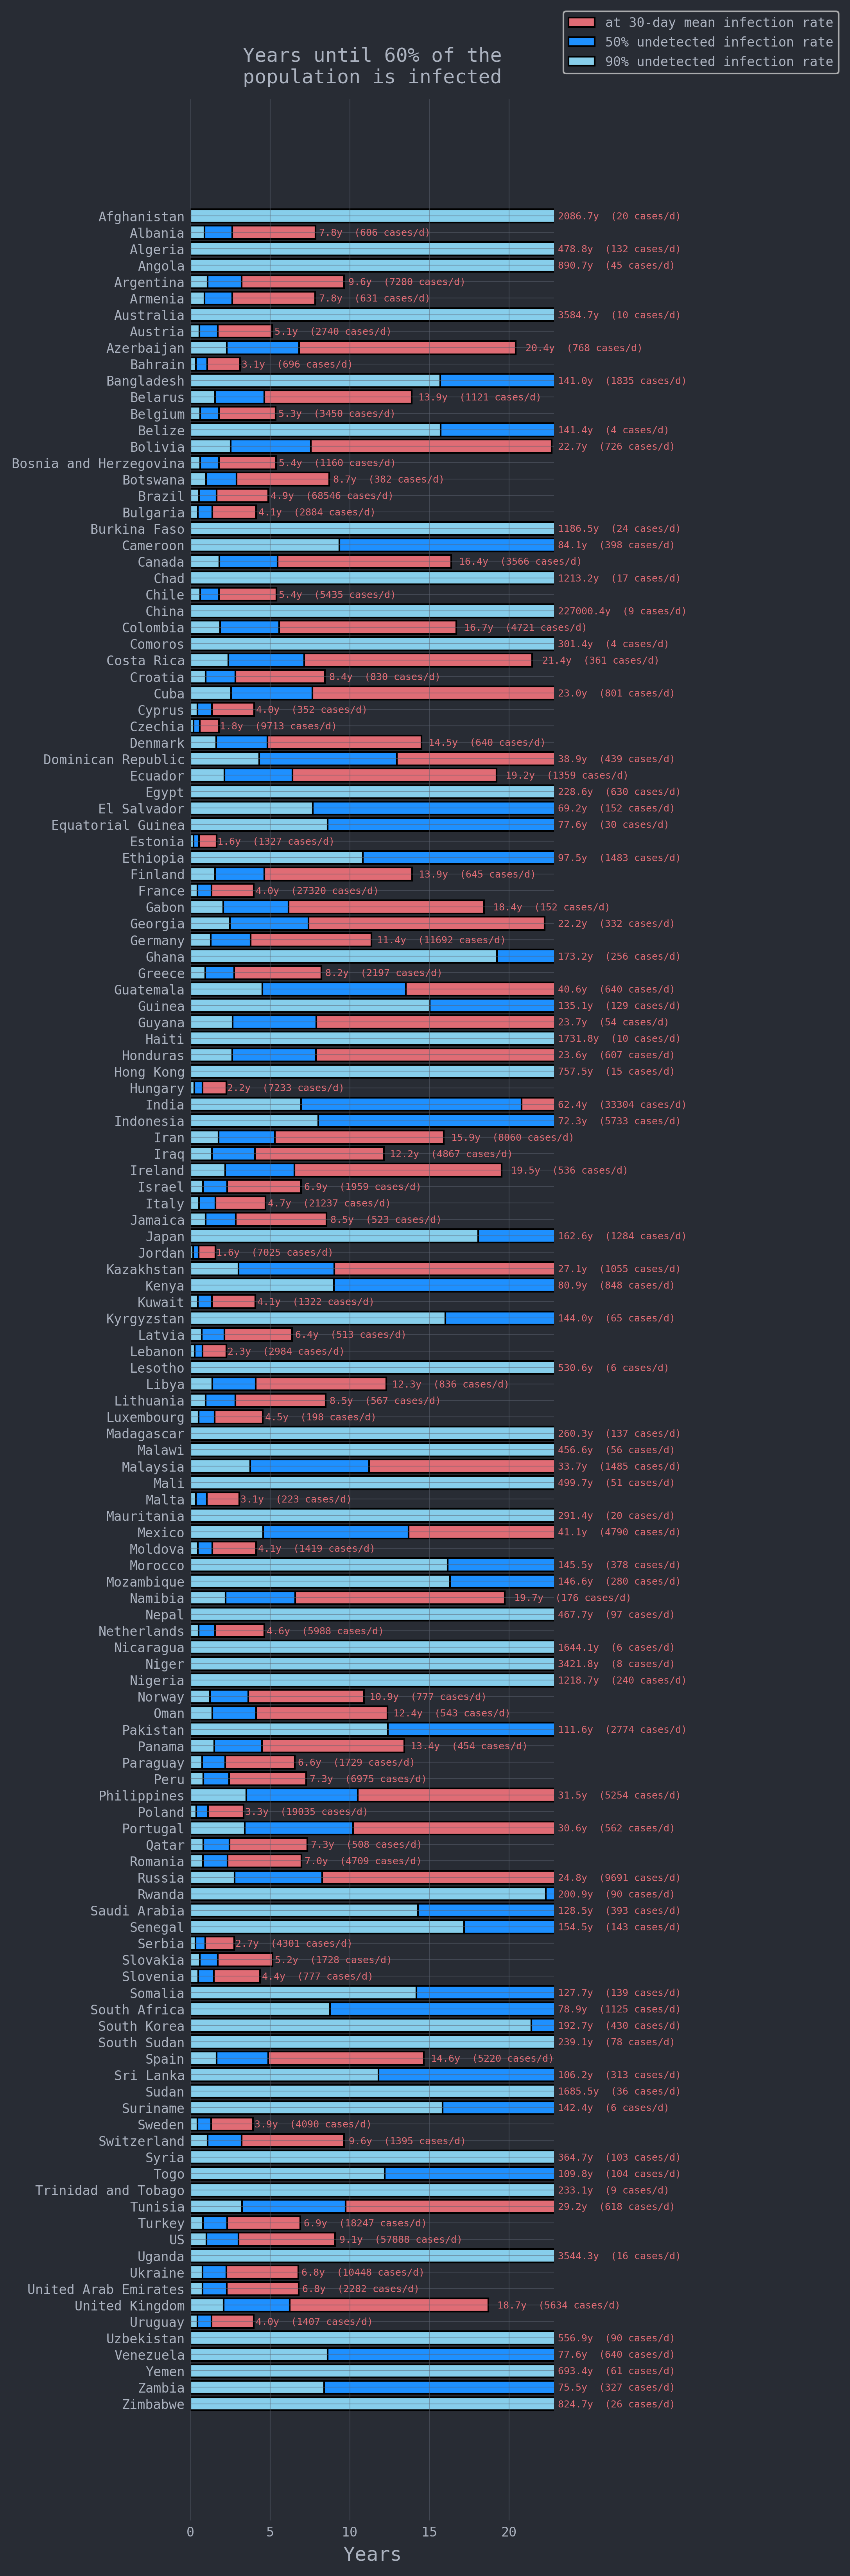 at 30-day mean infection rate
50% undetected infection rate
90% undetected infection rate
Years until 60% of the
population is infected
Afghanistan 2086.7y (20 cases/d)
Albania 7.8y (606 cases/d)
Algeria 478.8y (132 cases/d)
Angola 890.7y (45 cases/d)
Argentina 9.6y (7280 cases/d)
Armenia 7.8y (631 cases/d)
Australia 3584.7y (10 cases/d)
Austria 5.1y (2740 cases/d)
Azerbaijan 20.4y (768 cases/d)
Bahrain 3.1y (696 cases/d)
Bangladesh 141.0y (1835 cases/d)
Belarus 13.9y (1121 cases/d)
Belgium 5.3y (3450 cases/d)
Belize 141.4y (4 cases/d)
Bolivia 22.7y (726 cases/d)
Bosnia and Herzegovina 5.4y (1160 cases/d)
Botswana 8.7y (382 cases/d)
Brazil 4.9y (68546 cases/d)
Bulgaria 4.1y (2884 cases/d)
Burkina Faso 1186.5y (24 cases/d)
Cameroon 84.1y (398 cases/d)
Canada 16.4y (3566 cases/d)
Chad 1213.2y (17 cases/d)
Chile 5.4y (5435 cases/d)
China 227000.4y (9 cases/d)
Colombia 16.7y (4721 cases/d)
Comoros 301.4y (4 cases/d)
Costa Rica 21.4y (361 cases/d)
Croatia 8.4y (830 cases/d)
Cuba 23.0y (801 cases/d)
Cyprus 4.0y (352 cases/d)
Czechia 1.8y (9713 cases/d)
Denmark 14.5y (640 cases/d)
Dominican Republic 38.9y (439 cases/d)
Ecuador 19.2y (1359 cases/d)
Egypt 228.6y (630 cases/d)
El Salvador 69.2y (152 cases/d)
Equatorial Guinea 77.6y (30 cases/d)
Estonia 1.6y (1327 cases/d)
Ethiopia 97.5y (1483 cases/d)
Finland 13.9y (645 cases/d)
France 4.0y (27320 cases/d)
Gabon 18.4y (152 cases/d)
Georgia 22.2y (332 cases/d)
Germany 11.4y (11692 cases/d)
Ghana 173.2y (256 cases/d)
Greece 8.2y (2197 cases/d)
Guatemala 40.6y (640 cases/d)
Guinea 135.1y (129 cases/d)
Guyana 23.7y (54 cases/d)
Haiti 1731.8y (10 cases/d)
Honduras 23.6y (607 cases/d)
Hong Kong 757.5y (15 cases/d)
Hungary 2.2y (7233 cases/d)
India 62.4y (33304 cases/d)
Indonesia 72.3y (5733 cases/d)
Iran 15.9y (8060 cases/d)
Iraq 12.2y (4867 cases/d)
Ireland 19.5y (536 cases/d)
Israel 6.9y (1959 cases/d)
Italy 4.7y (21237 cases/d)
Jamaica 8.5y (523 cases/d)
Japan 162.6y (1284 cases/d)
Jordan 1.6y (7025 cases/d)
Kazakhstan 27.1y (1055 cases/d)
Kenya 80.9y (848 cases/d)
Kuwait 4.1y (1322 cases/d)
Kyrgyzstan 144.0y (65 cases/d)
Latvia 6.4y (513 cases/d)
Lebanon 2.3y (2984 cases/d)
Lesotho 530.6y (6 cases/d)
Libya 12.3y (836 cases/d)
Lithuania 8.5y (567 cases/d)
Luxembourg 4.5y (198 cases/d)
Madagascar 260.3y (137 cases/d)
Malawi 456.6y (56 cases/d)
Malaysia 33.7y (1485 cases/d)
Mali 499.7y (51 cases/d)
Malta 3.1y (223 cases/d)
Mauritania 291.4y (20 cases/d)
Mexico 41.1y (4790 cases/d)
Moldova 4.1y (1419 cases/d)
Morocco 145.5y (378 cases/d)
Mozambique 146.6y (280 cases/d)
Namibia 19.7y (176 cases/d)
Nepal 467.7y (97 cases/d)
Netherlands 4.6y (5988 cases/d)
Nicaragua 1644.1y (6 cases/d)
Niger 3421.8y (8 cases/d)
Nigeria 1218.7y (240 cases/d)
Norway 10.9y (777 cases/d)
Oman 12.4y (543 cases/d)
Pakistan 111.6y (2774 cases/d)
Panama 13.4y (454 cases/d)
Paraguay 6.6y (1729 cases/d)
Peru 7.3y (6975 cases/d)
Philippines 31.5y (5254 cases/d)
Poland 3.3y (19035 cases/d)
Portugal 30.6y (562 cases/d)
Qatar 7.3y (508 cases/d)
Romania 7.0y (4709 cases/d)
Russia 24.8y (9691 cases/d)
Rwanda 200.9y (90 cases/d)
Saudi Arabia 128.5y (393 cases/d)
Senegal 154.5y (143 cases/d)
Serbia 2.7y (4301 cases/d)
Slovakia 5.2y (1728 cases/d)
Slovenia 4.4y (777 cases/d)
Somalia 127.7y (139 cases/d)
South Africa 78.9y (1125 cases/d)
South Korea 192.7y (430 cases/d)
South Sudan 239.1y (78 cases/d)
Spain 14.6y (5220 cases/d)
Sri Lanka 106.2y (313 cases/d)
Sudan 1685.5y (36 cases/d)
Suriname 142.4y (6 cases/d)
Sweden 3.9y (4090 cases/d)
Switzerland 9.6y (1395 cases/d)
Syria 364.7y (103 cases/d)
Togo 109.8y (104 cases/d)
Trinidad and Tobago 233.1y (9 cases/d)
Tunisia 29.2y (618 cases/d)
Turkey 6.9y (18247 cases/d)
US 9.1y (57888 cases/d)
Uganda 3544.3y (16 cases/d)
Ukraine 6.8y (10448 cases/d)
United Arab Emirates 6.8y (2282 cases/d)
United Kingdom 18.7y (5634 cases/d)
Uruguay 4.0y (1407 cases/d)
Uzbekistan 556.9y (90 cases/d)
Venezuela 77.6y (640 cases/d)
Yemen 693.4y (61 cases/d)
Zambia 75.5y (327 cases/d)
Zimbabwe 824.7y (26 cases/d)
0 5 10 15 20
Years